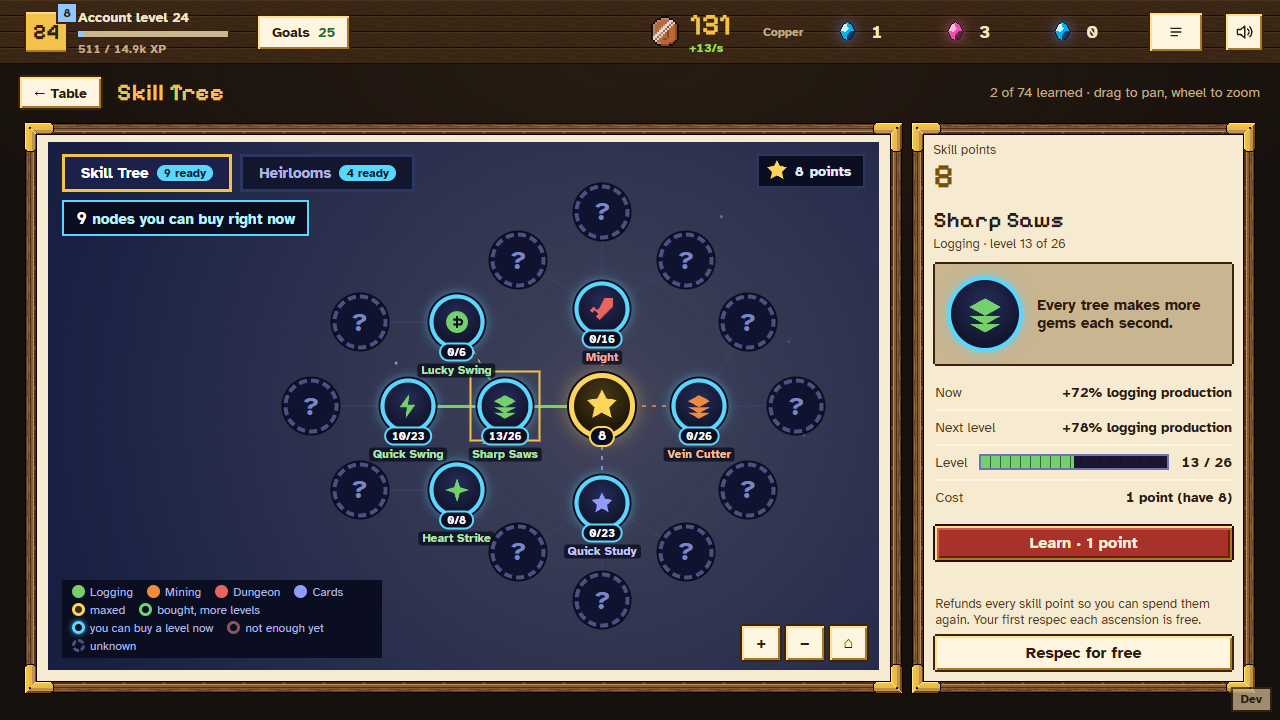 84
8
Account level 24
511 / 14.9k XP
Goals 25
131
+13/s
Copper
1
3
0
← Table
Skill Tree
2 of 74 learned · drag to pan, wheel to zoom
Skill Tree 9 ready
Heirlooms 4 ready
8 points
9 nodes you can buy right now
?
?
?
?
?
0/6
Lucky Swing
0/16
Might
?
10/23
Quick Swing
13/26
Sharp Saws
8
0/26
Vein Cutter
?
?
?
0/8
Heart Strike
0/23
Quick Study
?
?
?
Logging
Mining
Dungeon
Cards
maxed
bought, more levels
you can buy a level now
not enough yet
unknown
+
−
⌂
Skill points
8
Sharp Saws
Logging · level 13 of 26
Every tree makes more
gems each second.
Now +72% logging production
Next level +78% logging production
Level 13 / 26
Cost 1 point (have 8)
Learn · 1 point
Refunds every skill point so you can spend them
again. Your first respec each ascension is free.
Respec for free
Dev